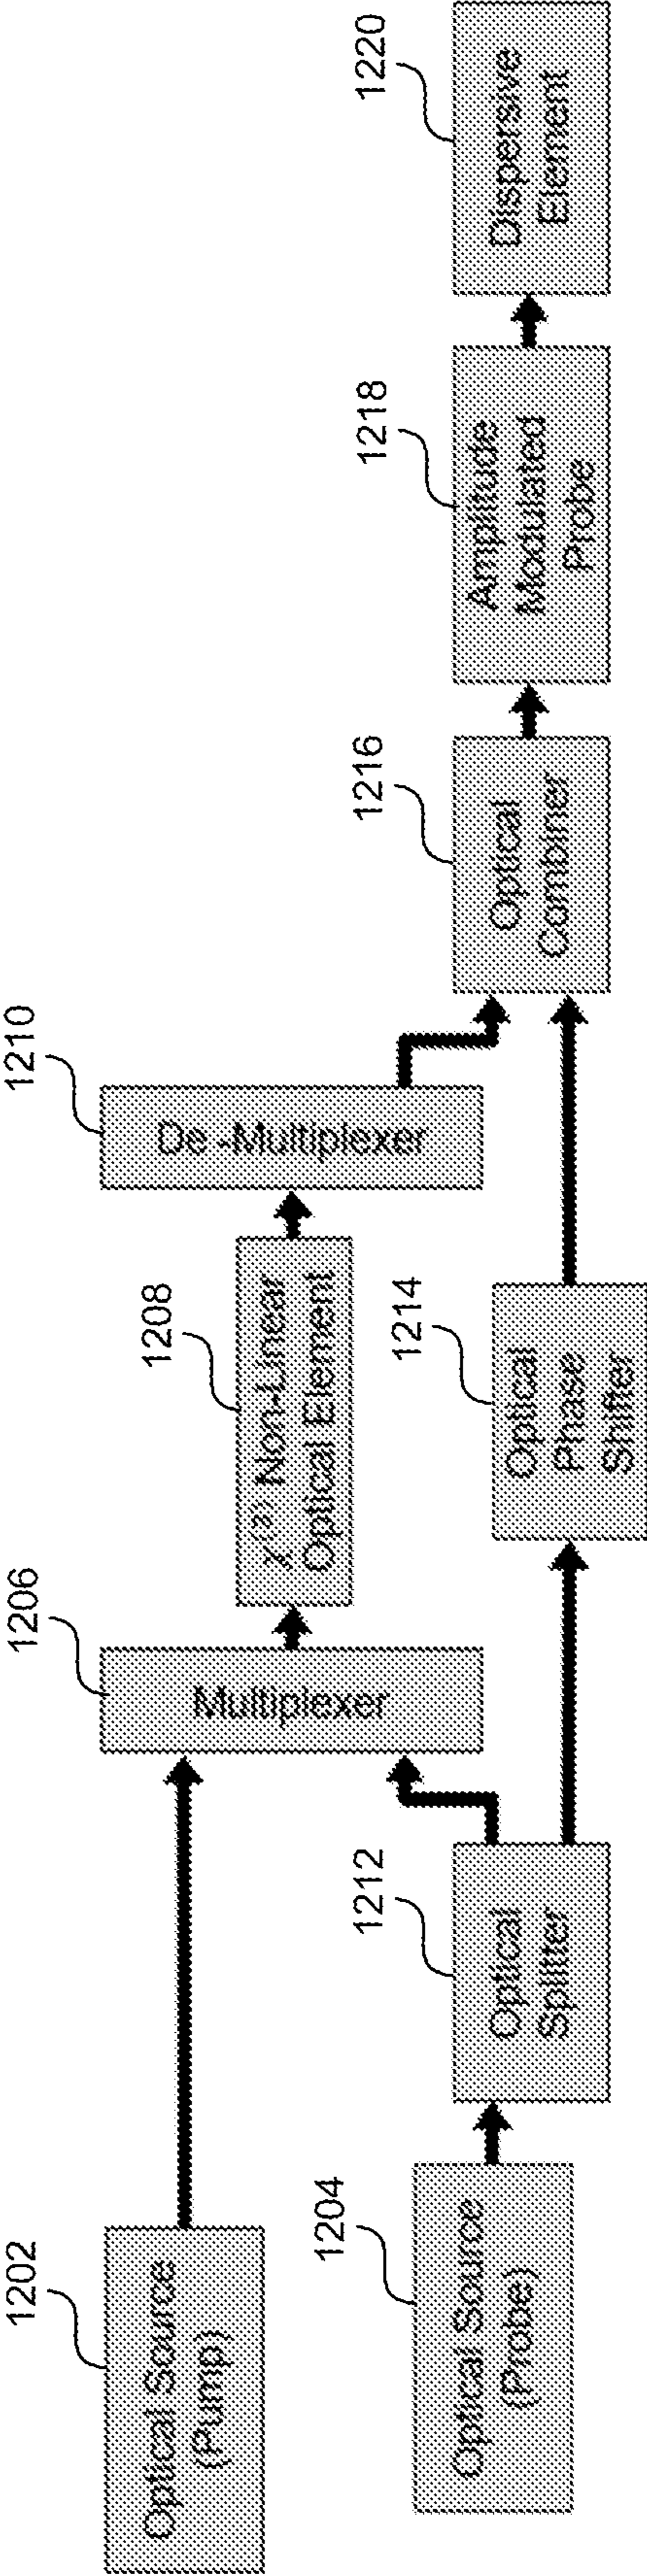 1202
Optical Source
(Pump)
1204
Optical Source
(Probe)
1206
Multiplexer
1212
Optical
Splitter
1208
χ(3) Non-Linear
Optical Element
1214
Optical
Phase
Shifter
1210
De -Multiplexer
1216
Optical
Combiner
1218
Amplitude
Modulated
Probe
1220
Dispersive
Element